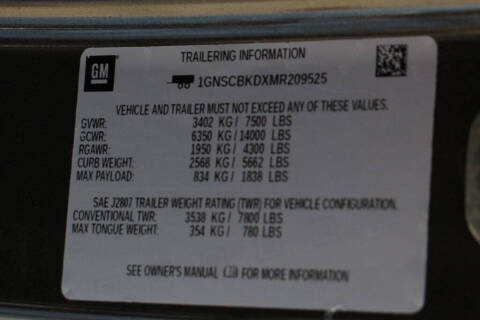 GM
TRAILERING INFORMATION
1GNSCBKDXMR209525
VEHICLE AND TRAILER MUST NOT EXCEED ANY OF THESE VALUES.
GVWR: 3402 KG / 7500 LBS
GCWR: 6350 KG / 14000 LBS
RGAWR: 1950 KG / 4300 LBS
CURB WEIGHT: 2568 KG / 5662 LBS
MAX PAYLOAD: 834 KG / 1838 LBS
SAE J2807 TRAILER WEIGHT RATING (TWR) FOR VEHICLE CONFIGURATION.
CONVENTIONAL TWR: 3538 KG / 7800 LBS
MAX TONGUE WEIGHT: 354 KG / 780 LBS
SEE OWNER'S MANUAL FOR MORE INFORMATION